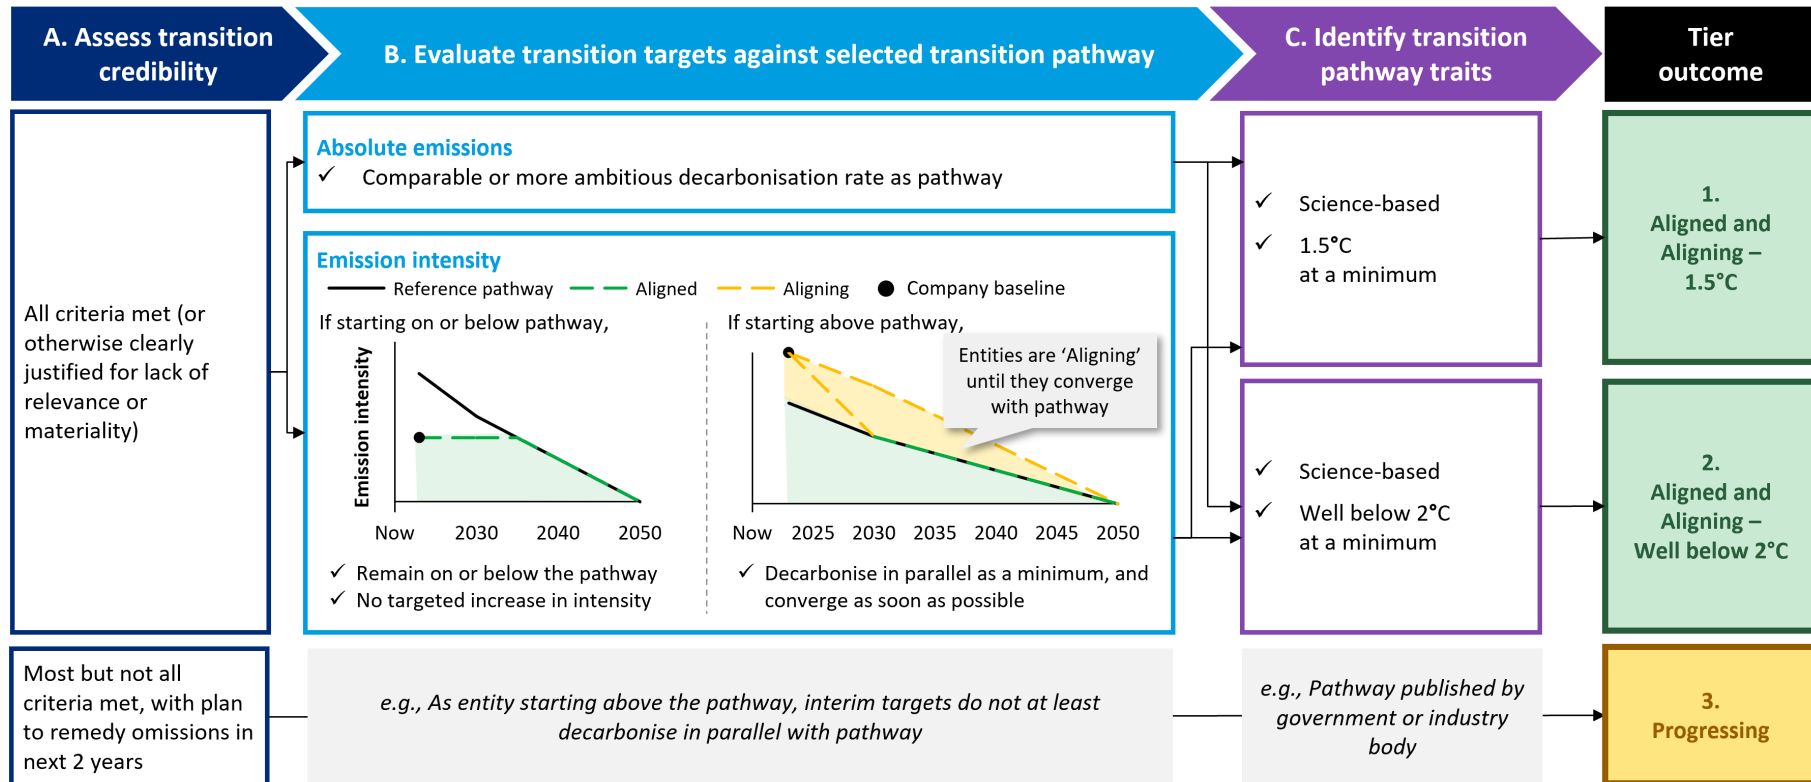 A. Assess transition
credibility
B. Evaluate transition targets against selected transition pathway
C. Identify transition
pathway traits
Tier
outcome
All criteria met (or
otherwise clearly
justified for lack of
relevance or
materiality)
Absolute emissions
✓ Comparable or more ambitious decarbonisation rate as pathway
Emission intensity
Reference pathway Aligned Aligning Company baseline
If starting on or below pathway,
Emission intensity
Now 2030 2040 2050
✓ Remain on or below the pathway
✓ No targeted increase in intensity
If starting above pathway,
Entities are ‘Aligning’
until they converge
with pathway
Now 2025 2030 2035 2040 2045 2050
✓ Decarbonise in parallel as a minimum, and
converge as soon as possible
✓ Science-based
✓ 1.5°C
at a minimum
1.
Aligned and
Aligning –
1.5°C
✓ Science-based
✓ Well below 2°C
at a minimum
2.
Aligned and
Aligning –
Well below 2°C
Most but not all
criteria met, with plan
to remedy omissions in
next 2 years
e.g., As entity starting above the pathway, interim targets do not at least
decarbonise in parallel with pathway
e.g., Pathway published by
government or industry
body
3.
Progressing